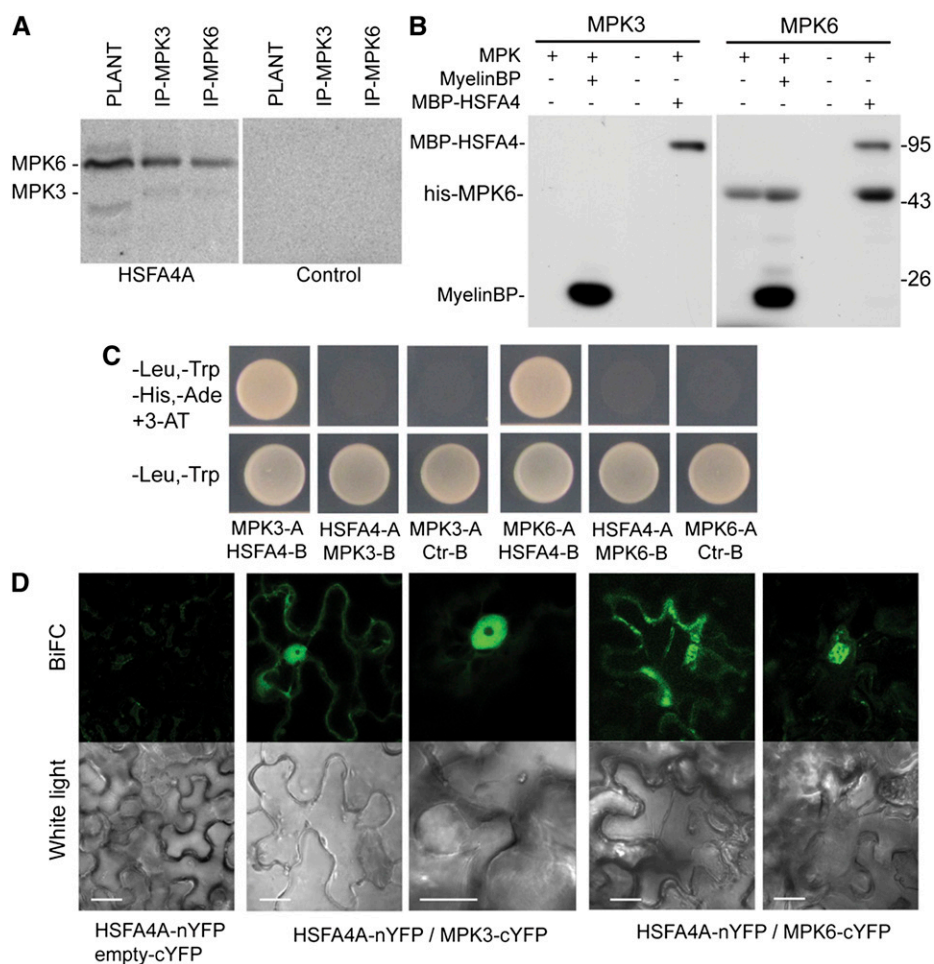 A
PLANT
IP-MPK3
IP-MPK6
PLANT
IP-MPK3
IP-MPK6
MPK6 -
MPK3 -
HSFA4A
Control
B
MPK3
MPK6
MPK + + - + + + - +
MyelinBP - + - - - + - -
MBP-HSFA4 - - - + - - - +
MBP-HSFA4-
his-MPK6-
MyelinBP-
-95
-43
-26
C
-Leu,-Trp
-His,-Ade
+3-AT
-Leu,-Trp
MPK3-A HSFA4-A MPK3-A MPK6-A HSFA4-A MPK6-A
HSFA4-B MPK3-B Ctr-B HSFA4-B MPK6-B Ctr-B
D
BiFC
White light
HSFA4A-nYFP
empty-cYFP
HSFA4A-nYFP / MPK3-cYFP
HSFA4A-nYFP / MPK6-cYFP